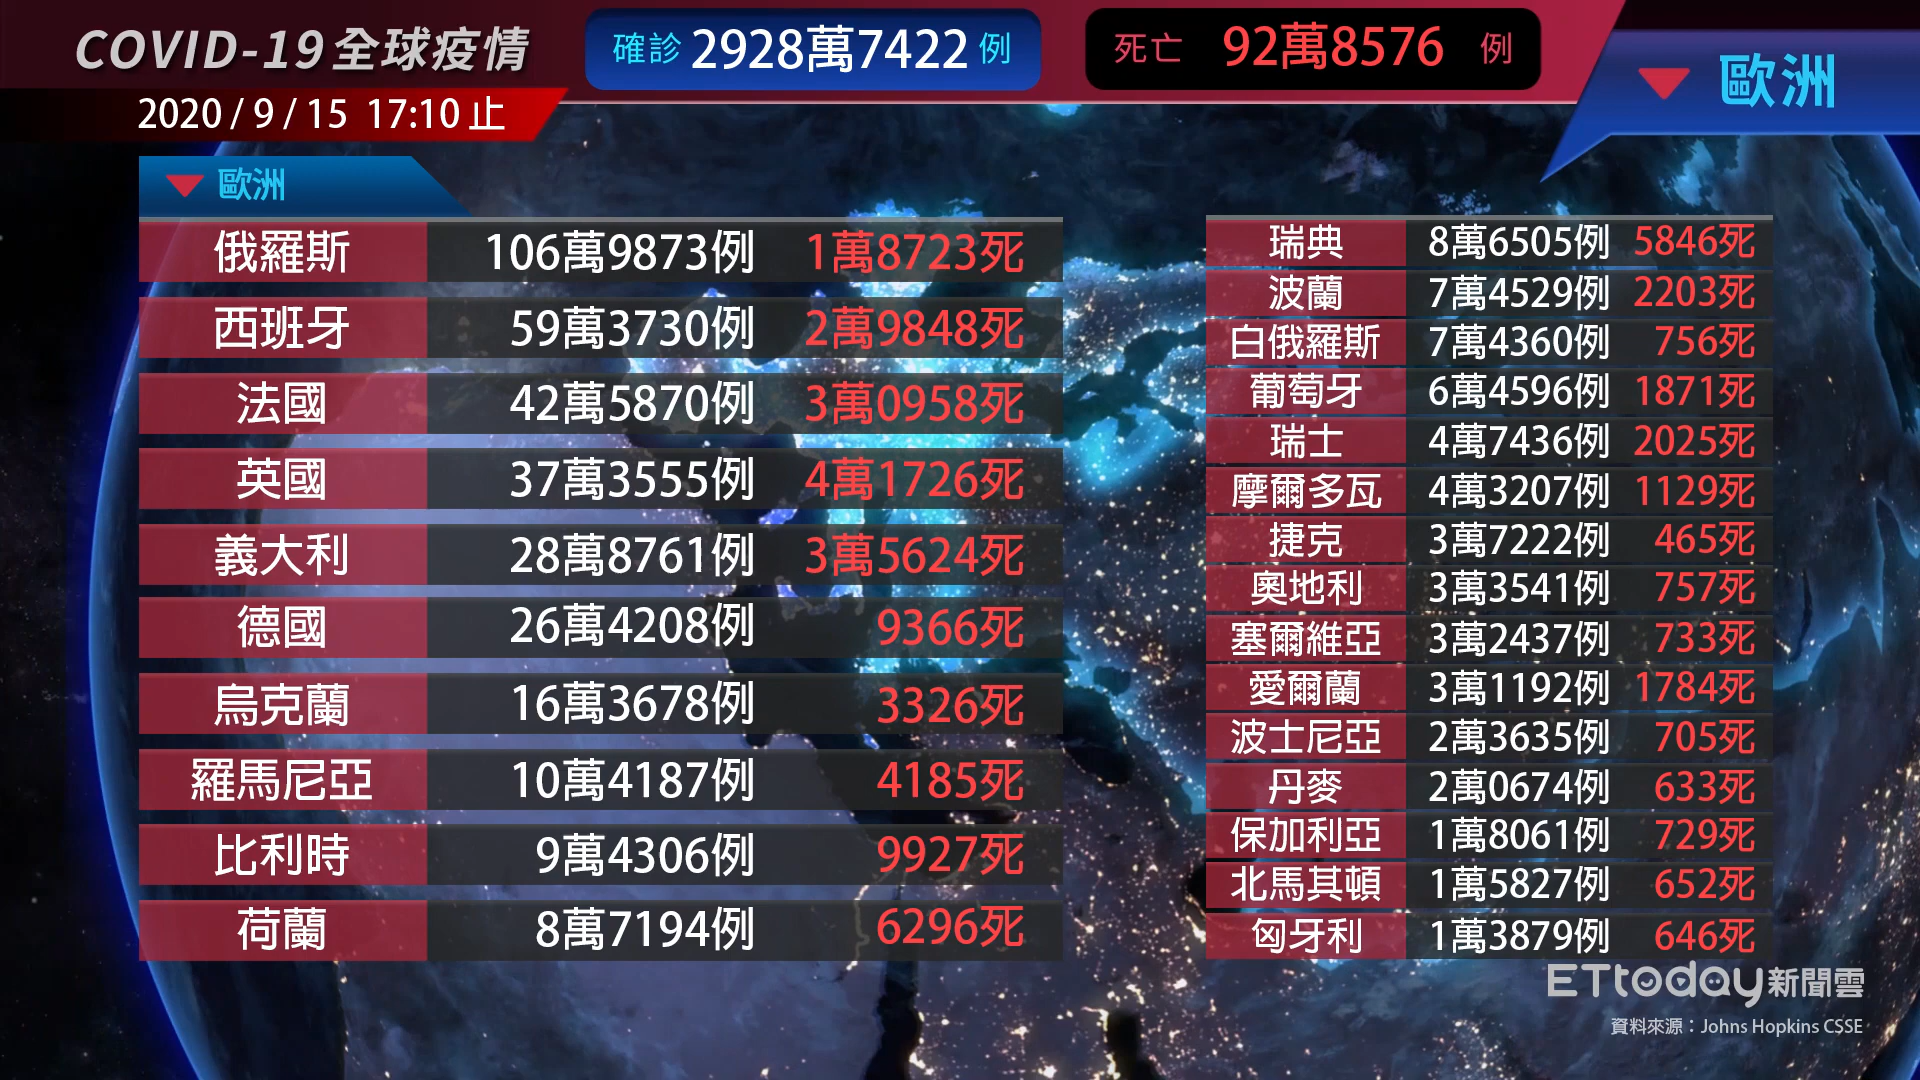 COVID-19全球疫情
確診 2928萬7422 例
死亡 92萬8576 例
歐洲
2020/9/15 17:10 止
歐洲
俄羅斯 106萬9873例 1萬8723死
西班牙 59萬3730例 2萬9848死
法國 42萬5870例 3萬0958死
英國 37萬3555例 4萬1726死
義大利 28萬8761例 3萬5624死
德國 26萬4208例 9366死
烏克蘭 16萬3678例 3326死
羅馬尼亞 10萬4187例 4185死
比利時 9萬4306例 9927死
荷蘭 8萬7194例 6296死
瑞典 8萬6505例 5846死
波蘭 7萬4529例 2203死
白俄羅斯 7萬4360例 756死
葡萄牙 6萬4596例 1871死
瑞士 4萬7436例 2025死
摩爾多瓦 4萬3207例 1129死
捷克 3萬7222例 465死
奧地利 3萬3541例 757死
塞爾維亞 3萬2437例 733死
愛爾蘭 3萬1192例 1784死
波士尼亞 2萬3635例 705死
丹麥 2萬0674例 633死
保加利亞 1萬8061例 729死
北馬其頓 1萬5827例 652死
匈牙利 1萬3879例 646死
ETtoday新聞雲
資料來源：Johns Hopkins CSSE